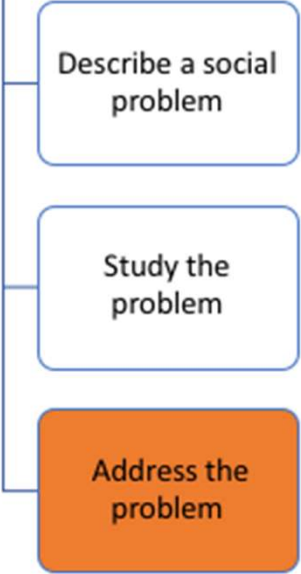 Describe a social
problem
Study the
problem
Address the
problem